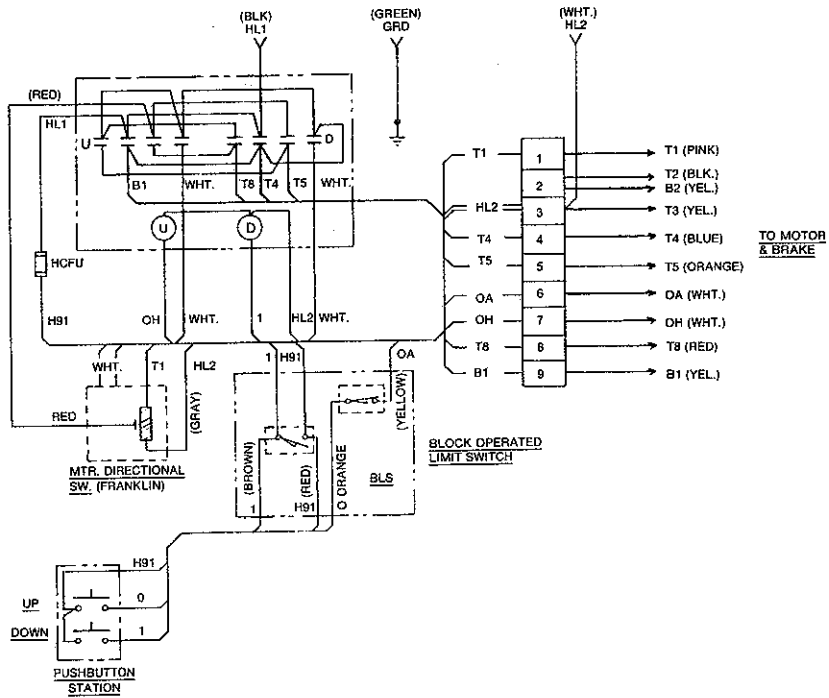 (BLK)
HL1
(GREEN)
GRD
(WHT.)
HL2
(RED)
HL1
U
D
B1
WHT.
T8
T4
T5
WHT.
U
D
HCFU
H91
OH
WHT.
1
HL2
WHT.
T1
HL2
T4
T5
OA
OH
T8
B1
1
2
3
4
5
6
7
8
9
T1 (PINK)
T2 (BLK.)
B2 (YEL.)
T3 (YEL.)
T4 (BLUE)
T5 (ORANGE)
OA (WHT.)
OH (WHT.)
T8 (RED)
B1 (YEL.)
TO MOTOR
& BRAKE
WHT.
T1
HL2
1
H91
OA
RED
(GRAY)
(YELLOW)
MTR. DIRECTIONAL
SW. (FRANKLIN)
(BROWN)
(RED)
O ORANGE
1
H91
BLS
BLOCK OPERATED
LIMIT SWITCH
H91
UP
0
DOWN
1
PUSHBUTTON
STATION